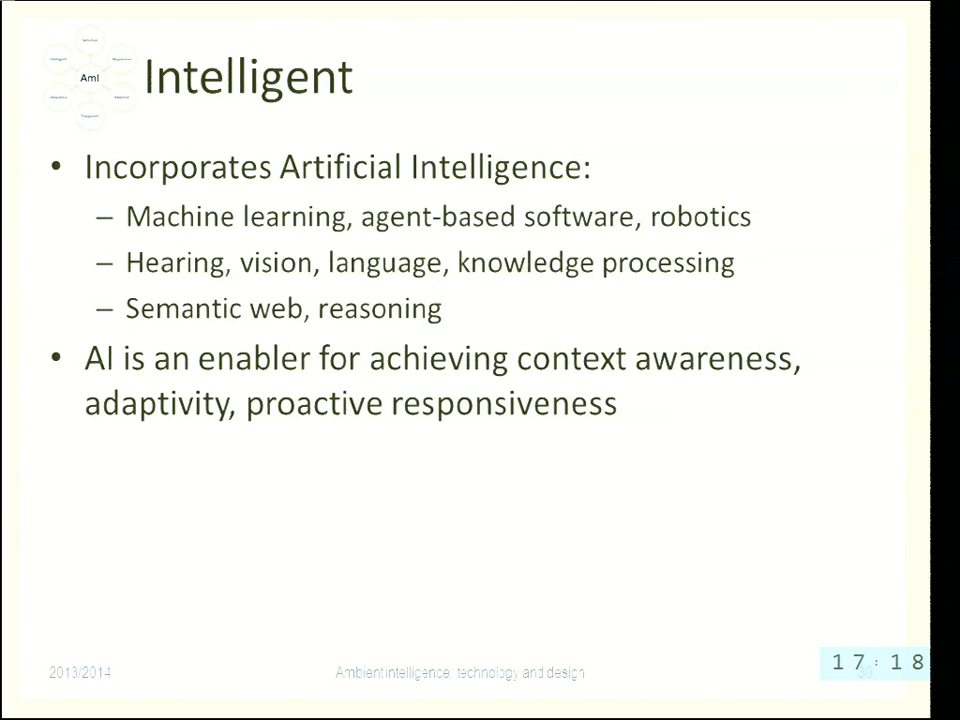 AmI
Intelligent
• Incorporates Artificial Intelligence:
– Machine learning, agent-based software, robotics
– Hearing, vision, language, knowledge processing
– Semantic web, reasoning
• AI is an enabler for achieving context awareness,
adaptivity, proactive responsiveness
2013/2014
Ambient intelligence: technology and design
30
17:18